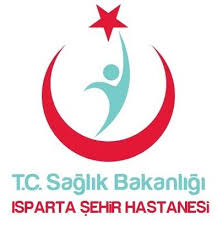 T.C. Sağlık Bakanlığı
ISPARTA ŞEHİR HASTANESİ